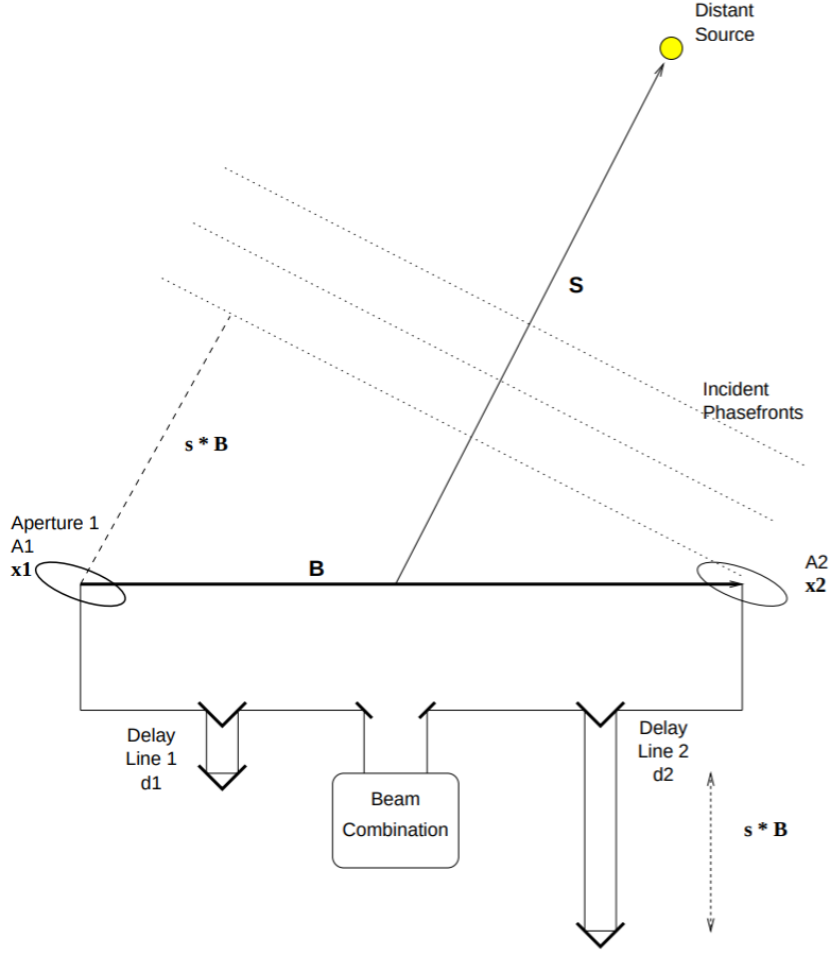 Distant
Source
S
Incident
Phasefronts
s * B
Aperture 1
A1
x1
B
A2
x2
Delay
Line 1
d1
Delay
Line 2
d2
Beam
Combination
s * B